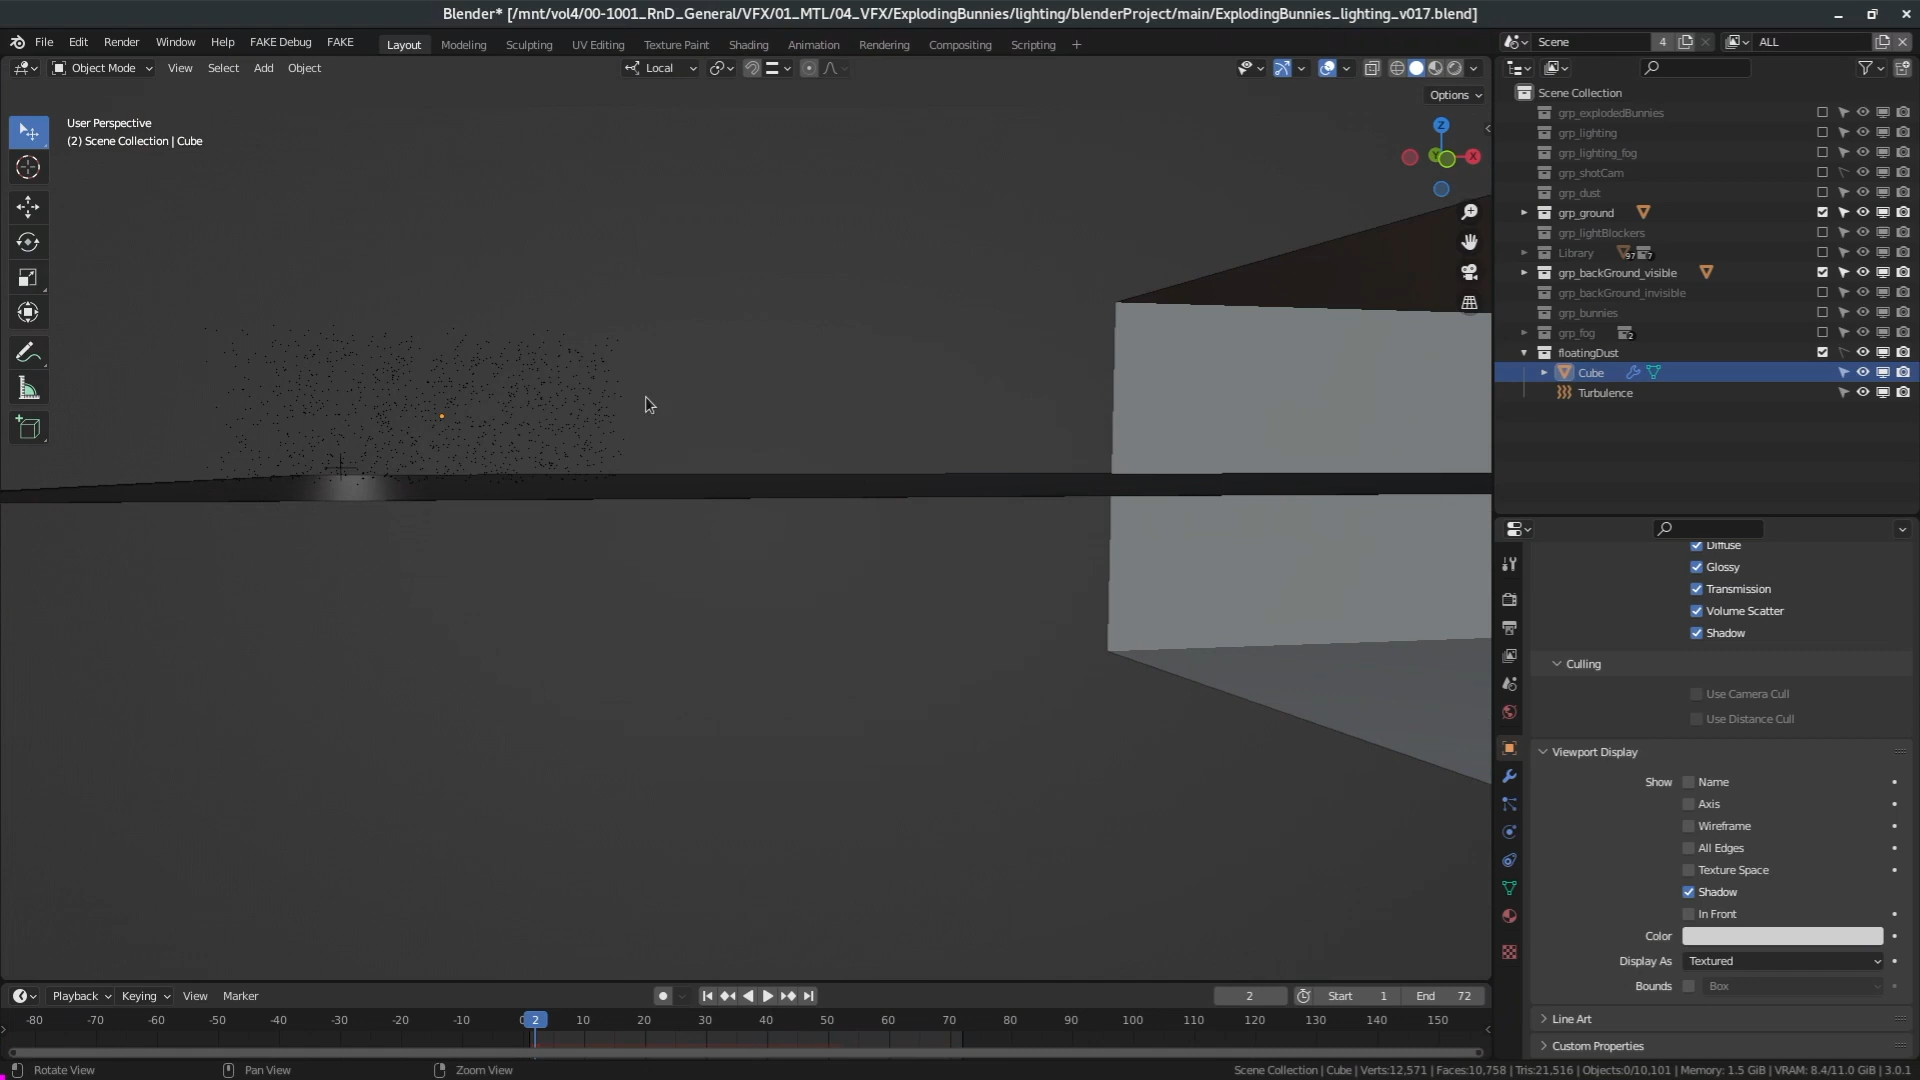 Blender* [/mnt/vol4/00-1001_RnD_General/VFX/01_MTL/04_VFX/ExplodingBunnies/lighting/blenderProject/main/ExplodingBunnies_lighting_v017.blend]
File Edit Render Window Help FAKE Debug FAKE Layout Modeling Sculpting UV Editing Texture Paint Shading Animation Rendering Compositing Scripting + Scene 4 ALL
Object Mode View Select Add Object Local
Options
User Perspective
(2) Scene Collection | Cube
Z
Y
X
Scene Collection
grp_explodedBunnies
grp_lighting
grp_lighting_fog
grp_shotCam
grp_dust
grp_ground
grp_lightBlockers
Library 97 7
grp_backGround_visible
grp_backGround_invisible
grp_bunnies
grp_fog 2
floatingDust
Cube
Turbulence
Diffuse
Glossy
Transmission
Volume Scatter
Shadow
Culling
Use Camera Cull
Use Distance Cull
Viewport Display
Show Name
Axis
Wireframe
All Edges
Texture Space
Shadow
In Front
Color
Display As Textured
Bounds Box
Line Art
Custom Properties
Playback Keying View Marker 2 Start 1 End 72
-80 -70 -60 -50 -40 -30 -20 -10 2 10 20 30 40 50 60 70 80 90 100 110 120 130 140 150
Rotate View Pan View Zoom View Scene Collection | Cube | Verts:12,571 | Faces:10,758 | Tris:21,516 | Objects:0/10,101 | Memory: 1.5 GiB | VRAM: 8.4/11.0 GiB | 3.0.1